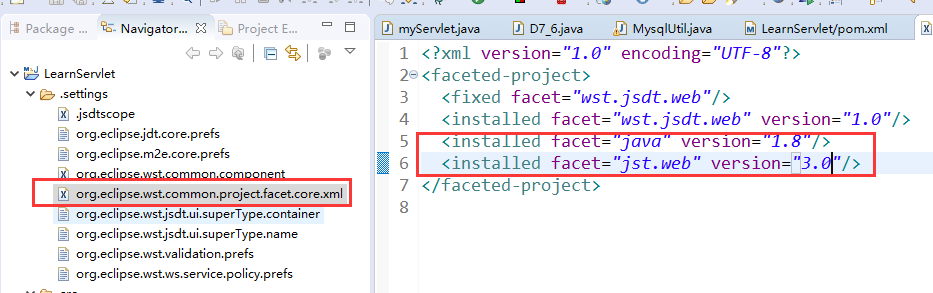 Package ...
Navigator...
Project E...
LearnServlet
.settings
.jsdtscope
org.eclipse.jdt.core.prefs
org.eclipse.m2e.core.prefs
org.eclipse.wst.common.component
org.eclipse.wst.common.project.facet.core.xml
org.eclipse.wst.jsdt.ui.superType.container
org.eclipse.wst.jsdt.ui.superType.name
org.eclipse.wst.validation.prefs
org.eclipse.wst.ws.service.policy.prefs
myServlet.java
D7_6.java
MysqlUtil.java
LearnServlet/pom.xml
1 <?xml version="1.0" encoding="UTF-8"?>
2 <faceted-project>
3 <fixed facet="wst.jsdt.web"/>
4 <installed facet="wst.jsdt.web" version="1.0"/>
5 <installed facet="java" version="1.8"/>
6 <installed facet="jst.web" version="3.0"/>
7 </faceted-project>
8